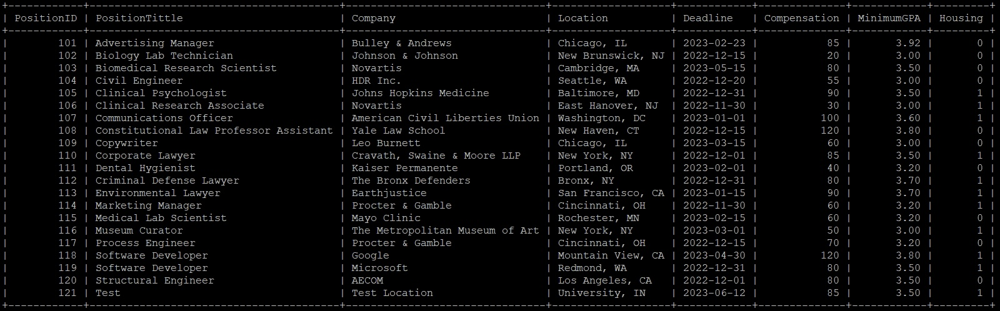 +------------+----------------------------------------+--------------------------------+-------------------+------------+--------------+------------+---------+
| PositionID | PositionTittle                         | Company                        | Location          | Deadline   | Compensation | MinimumGPA | Housing |
+------------+----------------------------------------+--------------------------------+-------------------+------------+--------------+------------+---------+
|        101 | Advertising Manager                    | Bulley & Andrews               | Chicago, IL       | 2023-02-23 |           85 |       3.92 |       0 |
|        102 | Biology Lab Technician                 | Johnson & Johnson              | New Brunswick, NJ | 2022-12-15 |           20 |       3.00 |       0 |
|        103 | Biomedical Research Scientist          | Novartis                       | Cambridge, MA     | 2023-05-15 |           80 |       3.50 |       0 |
|        104 | Civil Engineer                         | HDR Inc.                       | Seattle, WA       | 2022-12-20 |           55 |       3.00 |       0 |
|        105 | Clinical Psychologist                  | Johns Hopkins Medicine         | Baltimore, MD     | 2022-12-31 |           90 |       3.50 |       1 |
|        106 | Clinical Research Associate            | Novartis                       | East Hanover, NJ  | 2022-11-30 |           30 |       3.00 |       1 |
|        107 | Communications Officer                 | American Civil Liberties Union | Washington, DC    | 2023-01-01 |          100 |       3.60 |       1 |
|        108 | Constitutional Law Professor Assistant | Yale Law School                | New Haven, CT     | 2022-12-15 |          120 |       3.80 |       0 |
|        109 | Copywriter                             | Leo Burnett                    | Chicago, IL       | 2023-03-15 |           60 |       3.00 |       0 |
|        110 | Corporate Lawyer                       | Cravath, Swaine & Moore LLP    | New York, NY      | 2022-12-01 |           85 |       3.50 |       1 |
|        111 | Dental Hygienist                       | Kaiser Permanente              | Portland, OR      | 2023-02-01 |           40 |       3.20 |       0 |
|        112 | Criminal Defense Lawyer                | The Bronx Defenders            | Bronx, NY         | 2022-12-31 |           80 |       3.70 |       1 |
|        113 | Environmental Lawyer                   | Earthjustice                   | San Francisco, CA | 2023-01-15 |           90 |       3.70 |       1 |
|        114 | Marketing Manager                      | Procter & Gamble               | Cincinnati, OH    | 2022-11-30 |           60 |       3.20 |       1 |
|        115 | Medical Lab Scientist                  | Mayo Clinic                    | Rochester, MN     | 2023-02-15 |           60 |       3.20 |       0 |
|        116 | Museum Curator                         | The Metropolitan Museum of Art | New York, NY      | 2023-03-01 |           50 |       3.00 |       1 |
|        117 | Process Engineer                       | Procter & Gamble               | Cincinnati, OH    | 2022-12-15 |           70 |       3.20 |       0 |
|        118 | Software Developer                     | Google                         | Mountain View, CA | 2023-04-30 |          120 |       3.80 |       1 |
|        119 | Software Developer                     | Microsoft                      | Redmond, WA       | 2022-12-31 |           80 |       3.50 |       1 |
|        120 | Structural Engineer                    | AECOM                          | Los Angeles, CA   | 2022-12-01 |           80 |       3.50 |       0 |
|        121 | Test                                   | Test Location                  | University, IN    | 2023-06-12 |           85 |       3.50 |       1 |
+------------+----------------------------------------+--------------------------------+-------------------+------------+--------------+------------+---------+